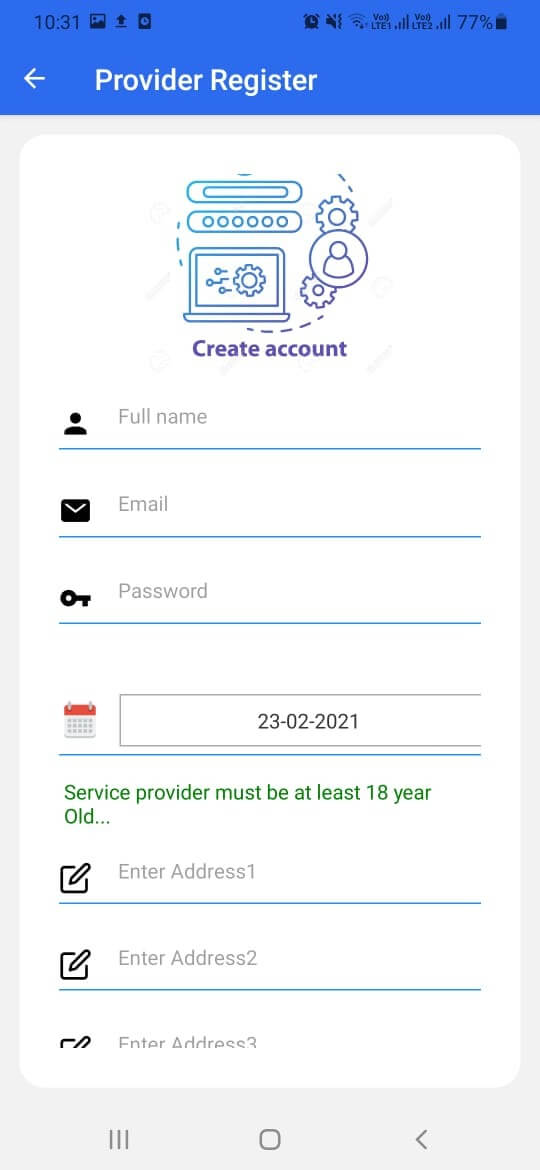 10:31
Vo))
LTE1
Vo))
LTE2
77%
Provider Register
Create account
Full name
Email
Password
23-02-2021
Service provider must be at least 18 year
Old...
Enter Address1
Enter Address2
Enter Address3